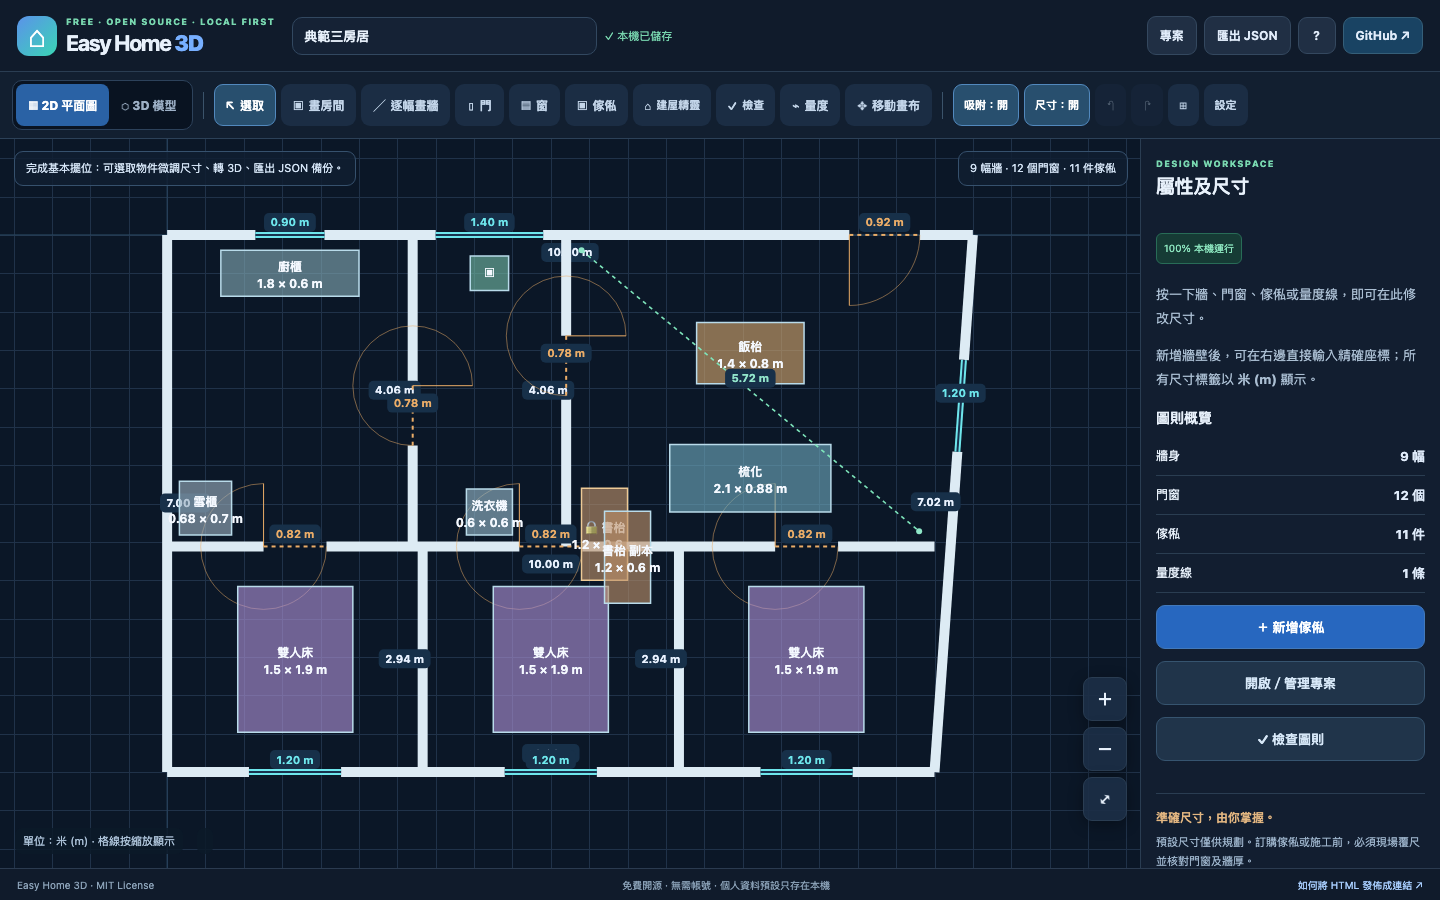 FREE · OPEN SOURCE · LOCAL FIRST
Easy Home 3D
典範三房居
✓ 本機已儲存
專案
匯出 JSON
?
GitHub ↗
2D 平面圖
3D 模型
選取
畫房間
逐幅畫牆
門
窗
傢俬
建屋精靈
✓ 檢查
量度
移動畫布
吸附：開
尺寸：開
設定
完成基本擺位：可選取物件微調尺寸、轉 3D、匯出 JSON 備份。
9 幅牆 · 12 個門窗 · 11 件傢俬
0.90 m
1.40 m
0.92 m
廚櫃
1.8 × 0.6 m
0.78 m
飯枱
1.4 × 0.8 m
5.72 m
4.06 m
4.06 m
0.78 m
1.20 m
梳化
2.1 × 0.88 m
7.00
雪櫃
0.68 × 0.7 m
洗衣機
0.6 × 0.6 m
7.02 m
0.82 m
0.82 m
書枱
1.2 ×
書枱 副本
1.2 × 0.6 m
0.82 m
10.00 m
雙人床
1.5 × 1.9 m
2.94 m
雙人床
1.5 × 1.9 m
2.94 m
雙人床
1.5 × 1.9 m
1.20 m
1.20 m
1.20 m
+
−
單位：米 (m) · 格線按縮放顯示
DESIGN WORKSPACE
屬性及尺寸
100% 本機運行
按一下牆、門窗、傢俬或量度線，即可在此修
改尺寸。
新增牆壁後，可在右邊直接輸入精確座標；所
有尺寸標籤以 米 (m) 顯示。
圖則概覽
牆身 9 幅
門窗 12 個
傢俬 11 件
量度線 1 條
+ 新增傢俬
開啟 / 管理專案
✓ 檢查圖則
準確尺寸，由你掌握。
預設尺寸僅供規劃。訂購傢俬或施工前，必須現場覆尺
並核對門窗及牆厚。
Easy Home 3D · MIT License
免費開源 · 無需帳號 · 個人資料預設只存在本機
如何將 HTML 發佈成連結 ↗